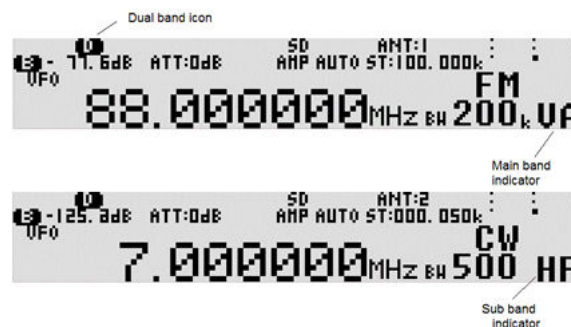 Dual band icon
D SD ANT:1
B - 77.6dB ATT:0dB AMP AUTO ST:100.000k
VFO FM
88.000000MHz BW 200k VA
Main band
indicator
D SD ANT:2
B -125.2dB ATT:0dB AMP AUTO ST:000.050k
VFO CW
7.000000MHz BW 500 HF
Sub band
indicator